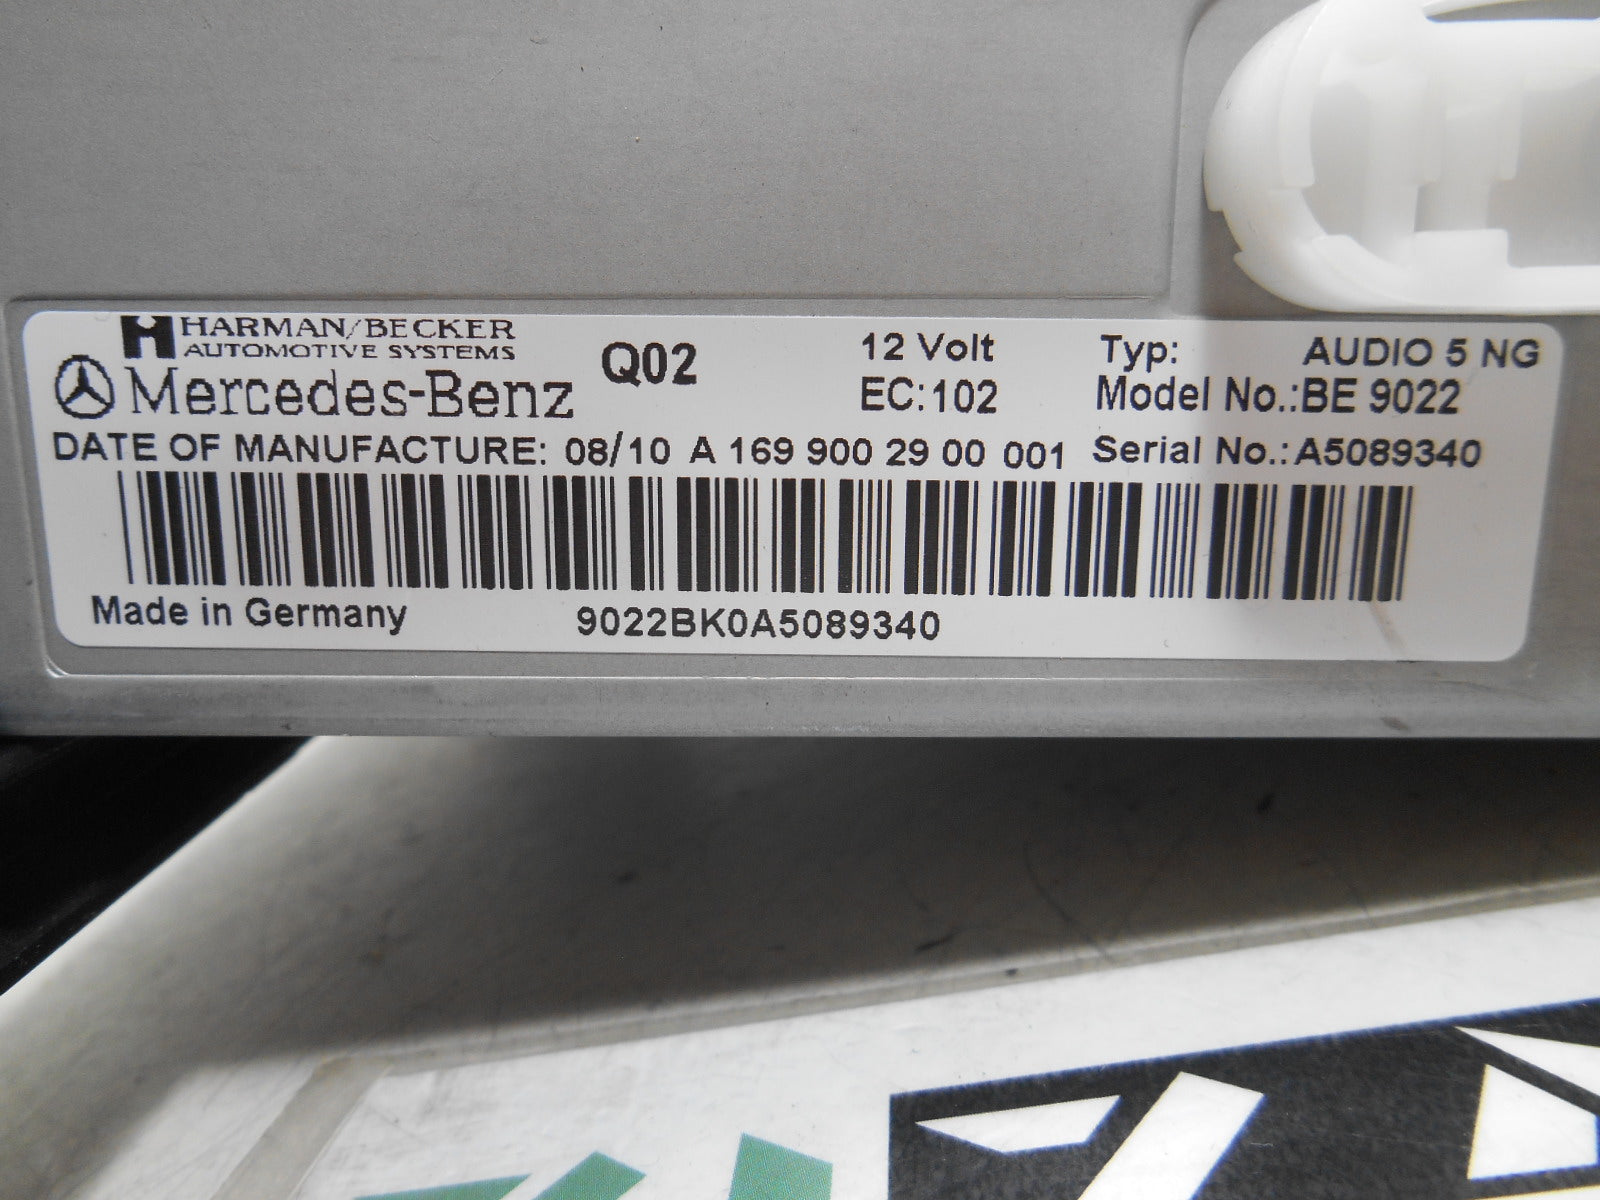 HARMAN/BECKER
AUTOMOTIVE SYSTEMS
Mercedes-Benz Q02
12 Volt
EC:102
Typ: AUDIO 5 NG
Model No.:BE 9022
DATE OF MANUFACTURE: 08/10 A 169 900 29 00 001 Serial No.:A5089340
Made in Germany 9022BK0A5089340